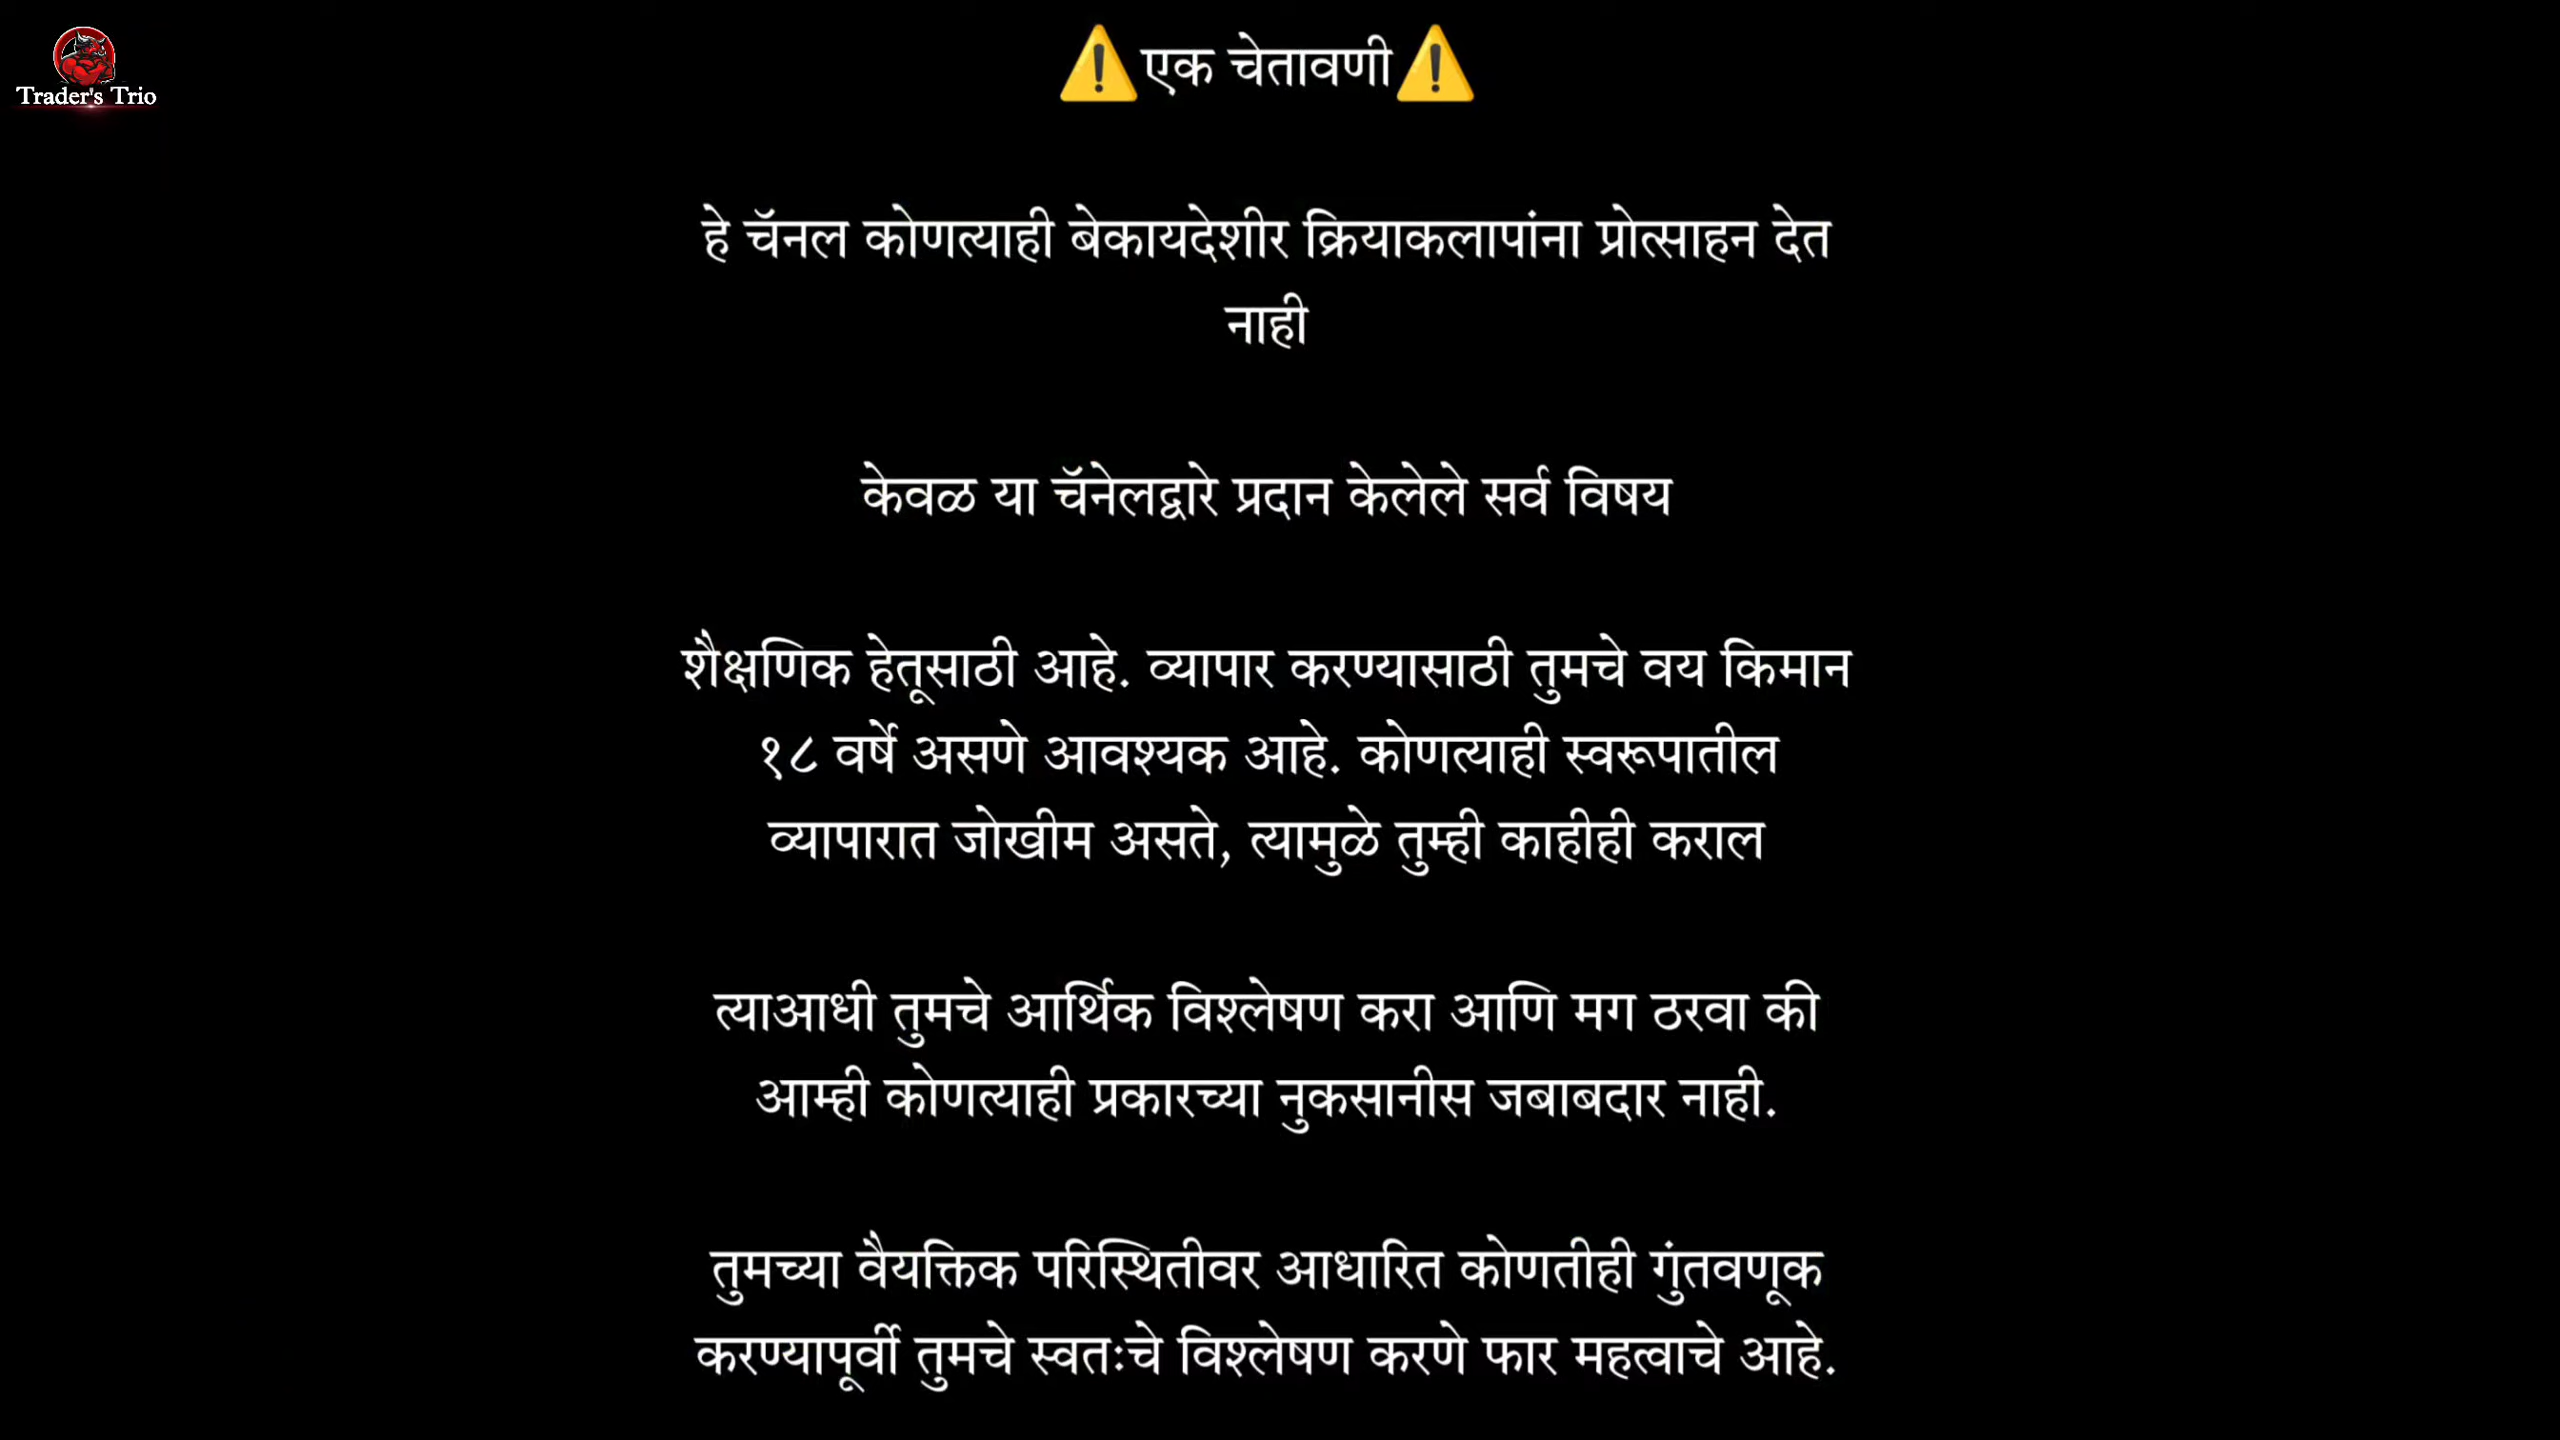 Trader's Trio
⚠️एक चेतावणी⚠️
हे चॅनल कोणत्याही बेकायदेशीर क्रियाकलापांना प्रोत्साहन देत
नाही
केवळ या चॅनेलद्वारे प्रदान केलेले सर्व विषय
शैक्षणिक हेतूसाठी आहे. व्यापार करण्यासाठी तुमचे वय किमान
१८ वर्षे असणे आवश्यक आहे. कोणत्याही स्वरूपातील
व्यापारात जोखीम असते, त्यामुळे तुम्ही काहीही कराल
त्याआधी तुमचे आर्थिक विश्लेषण करा आणि मग ठरवा की
आम्ही कोणत्याही प्रकारच्या नुकसानीस जबाबदार नाही.
तुमच्या वैयक्तिक परिस्थितीवर आधारित कोणतीही गुंतवणूक
करण्यापूर्वी तुमचे स्वतःचे विश्लेषण करणे फार महत्वाचे आहे.